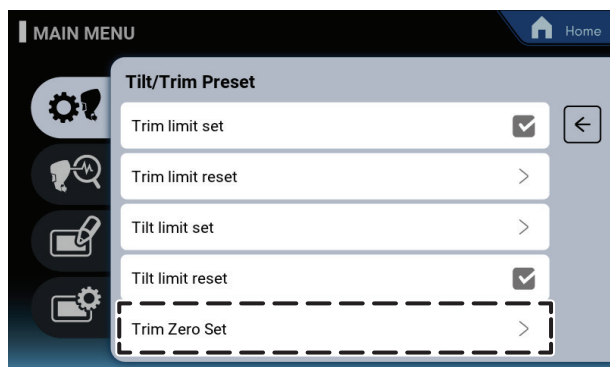 MAIN MENU
Home
Tilt/Trim Preset
Trim limit set
Trim limit reset
Tilt limit set
Tilt limit reset
Trim Zero Set